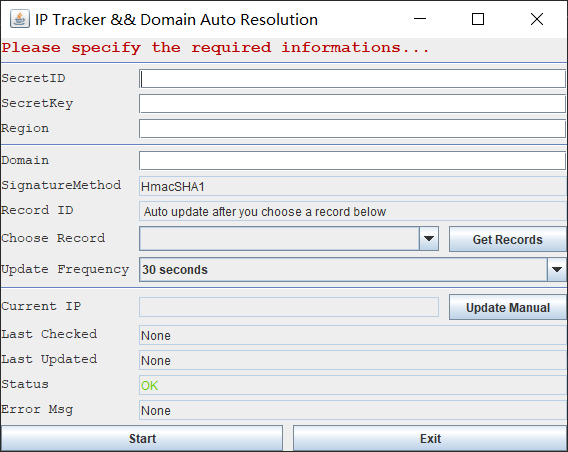 IP Tracker && Domain Auto Resolution
Please specify the required informations...
SecretID
SecretKey
Region
Domain
SignatureMethod HmacSHA1
Record ID Auto update after you choose a record below
Choose Record Get Records
Update Frequency 30 seconds
Current IP Update Manual
Last Checked None
Last Updated None
Status OK
Error Msg None
Start Exit